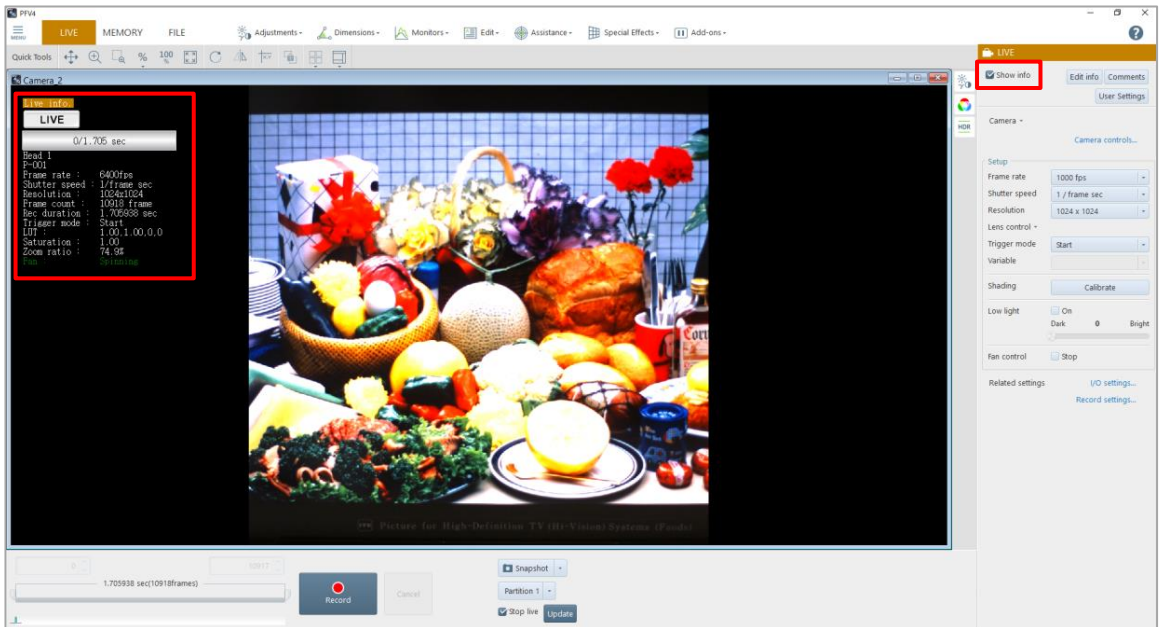 PFV4
MENU
LIVE
MEMORY
FILE
Adjustments
Dimensions
Monitors
Edit
Assistance
Special Effects
Add-ons
Quick Tools
%
100 %
Camera_2
Live info.
LIVE
0/1.705 sec
Head 1
P-001
Frame rate : 6400fps
Shutter speed : 1/frame sec
Resolution : 1024x1024
Frame count : 10918 frame
Rec duration : 1.705938 sec
Trigger mode : Start
LUT : 1.00,1.00,0,0
Saturation : 1.00
Zoom ratio : 74.9%
Fan : Spinning
Picture for High-Definition TV (Hi-Vision) Systems (Foods)
HDR
LIVE
Show info
Edit info
Comments
User Settings
Camera
Camera controls...
Setup
Frame rate 1000 fps
Shutter speed 1 / frame sec
Resolution 1024 x 1024
Lens control
Trigger mode Start
Variable
Shading Calibrate
Low light On
Dark 0 Bright
Fan control Stop
Related settings I/O settings...
Record settings...
0
10917
1.705938 sec(10918frames)
Record
Cancel
Snapshot
Partition 1
Stop live
Update